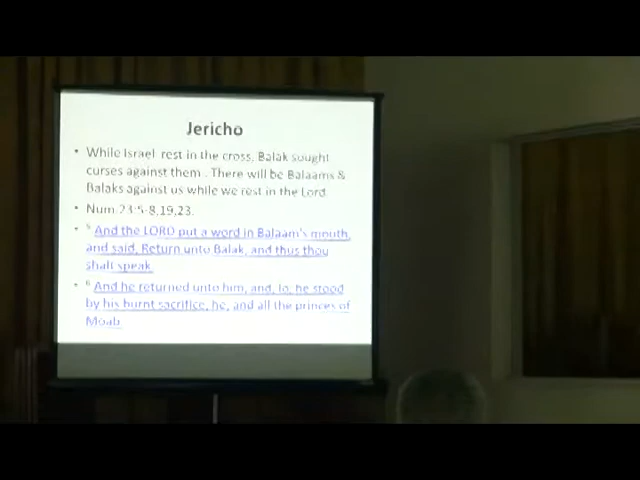 Jericho
• While Israel rest in the cross, Balak sought
curses against them. There will be Balaams &
Balaks against us while we rest in the Lord.
• Num 23:5-8,19,23.
• 5 And the LORD put a word in Balaam's mouth,
and said, Return unto Balak, and thus thou
shalt speak.
• 6 And he returned unto him, and, lo, he stood
by his burnt sacrifice, he, and all the princes of
Moab.